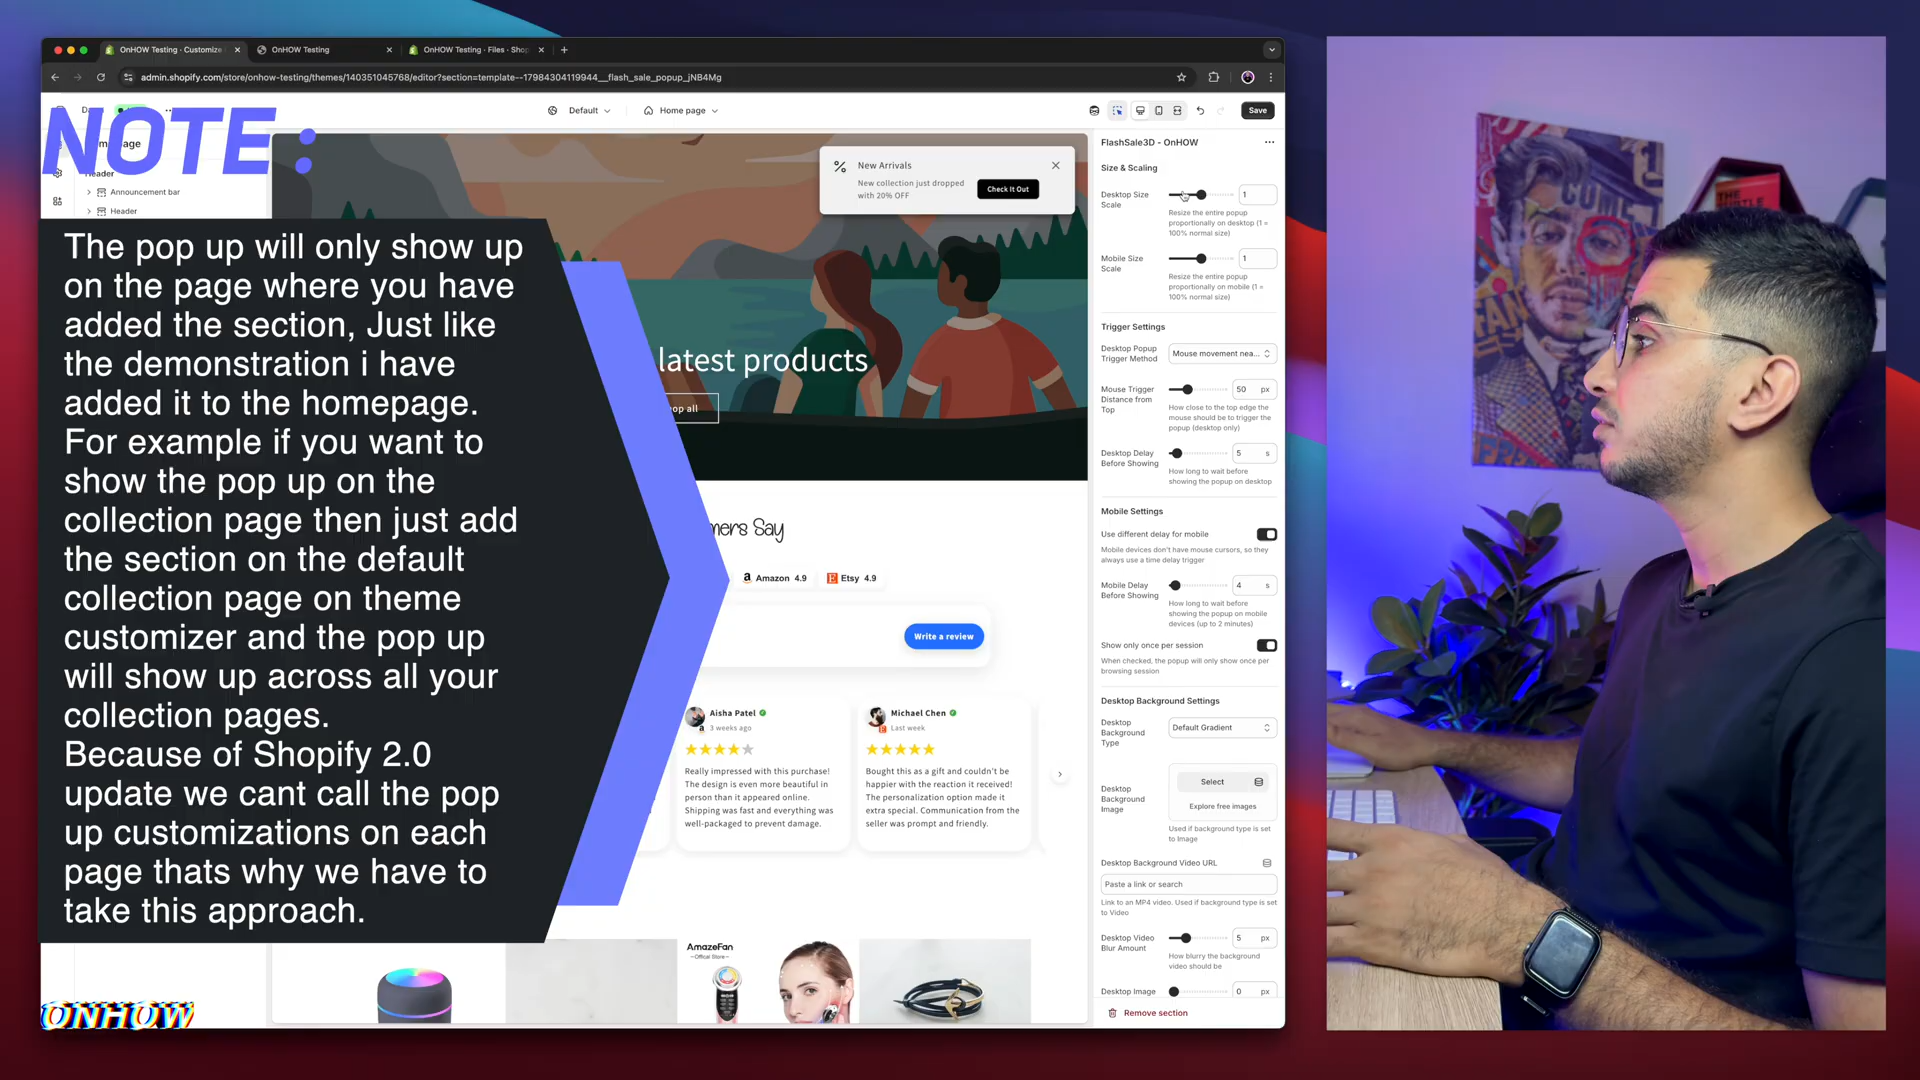 OnHOW Testing · Customize
OnHOW Testing
OnHOW Testing · Files · Shop
admin.shopify.com/store/onhow-testing/themes/140351045768/editor?section=template--17984304119944__flash_sale_popup_jNB4Mg
Default
Home page
Save
NOTE:
Header
Announcement bar
Header
The pop up will only show up
on the page where you have
added the section, Just like
the demonstration i have
added it to the homepage.
For example if you want to
show the pop up on the
collection page then just add
the section on the default
collection page on theme
customizer and the pop up
will show up across all your
collection pages.
Because of Shopify 2.0
update we cant call the pop
up customizations on each
page thats why we have to
take this approach.
ONHOW
New Arrivals
New collection just dropped
with 20% OFF
Check It Out
latest products
op all
mers Say
Amazon 4.9
Etsy 4.9
Write a review
Aisha Patel
3 weeks ago
Really impressed with this purchase!
The design is even more beautiful in
person than it appeared online.
Shipping was fast and everything was
well-packaged to prevent damage.
Michael Chen
Last week
Bought this as a gift and couldn't be
happier with the reaction it received!
The personalization option made it
extra special. Communication from the
seller was prompt and friendly.
AmazeFan
Offical Store
FlashSale3D - OnHOW
Size & Scaling
Desktop Size
Scale
1
Resize the entire popup
proportionally on desktop (1 =
100% normal size)
Mobile Size
Scale
1
Resize the entire popup
proportionally on mobile (1 =
100% normal size)
Trigger Settings
Desktop Popup
Trigger Method
Mouse movement nea...
Mouse Trigger
Distance from
Top
50 px
How close to the top edge the
mouse should be to trigger the
popup (desktop only)
Desktop Delay
Before Showing
5 s
How long to wait before
showing the popup on desktop
Mobile Settings
Use different delay for mobile
Mobile devices don't have mouse cursors, so they
always use a time delay trigger
Mobile Delay
Before Showing
4 s
How long to wait before
showing the popup on mobile
devices (up to 2 minutes)
Show only once per session
When checked, the popup will only show once per
browsing session
Desktop Background Settings
Desktop
Background
Type
Default Gradient
Desktop
Background
Image
Select
Explore free images
Used if background type is set
to Image
Desktop Background Video URL
Paste a link or search
Link to an MP4 video. Used if background type is set
to Video
Desktop Video
Blur Amount
5 px
How blurry the background
video should be
Desktop Image
0 px
Remove section
COME
FAN
THE